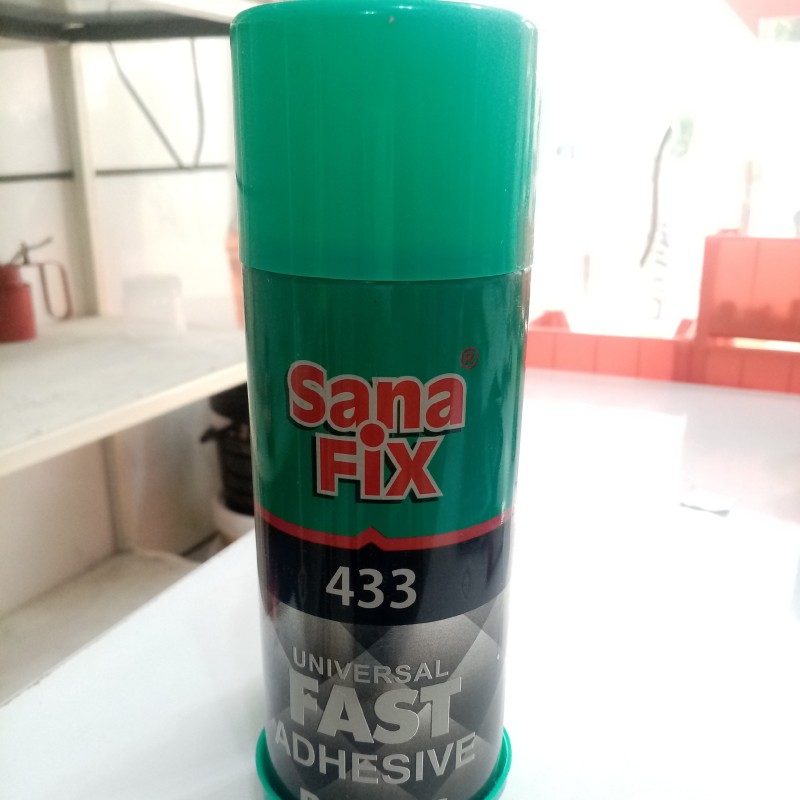 Sana®
FiX
433
UNIVERSAL
FAST
ADHESIVE